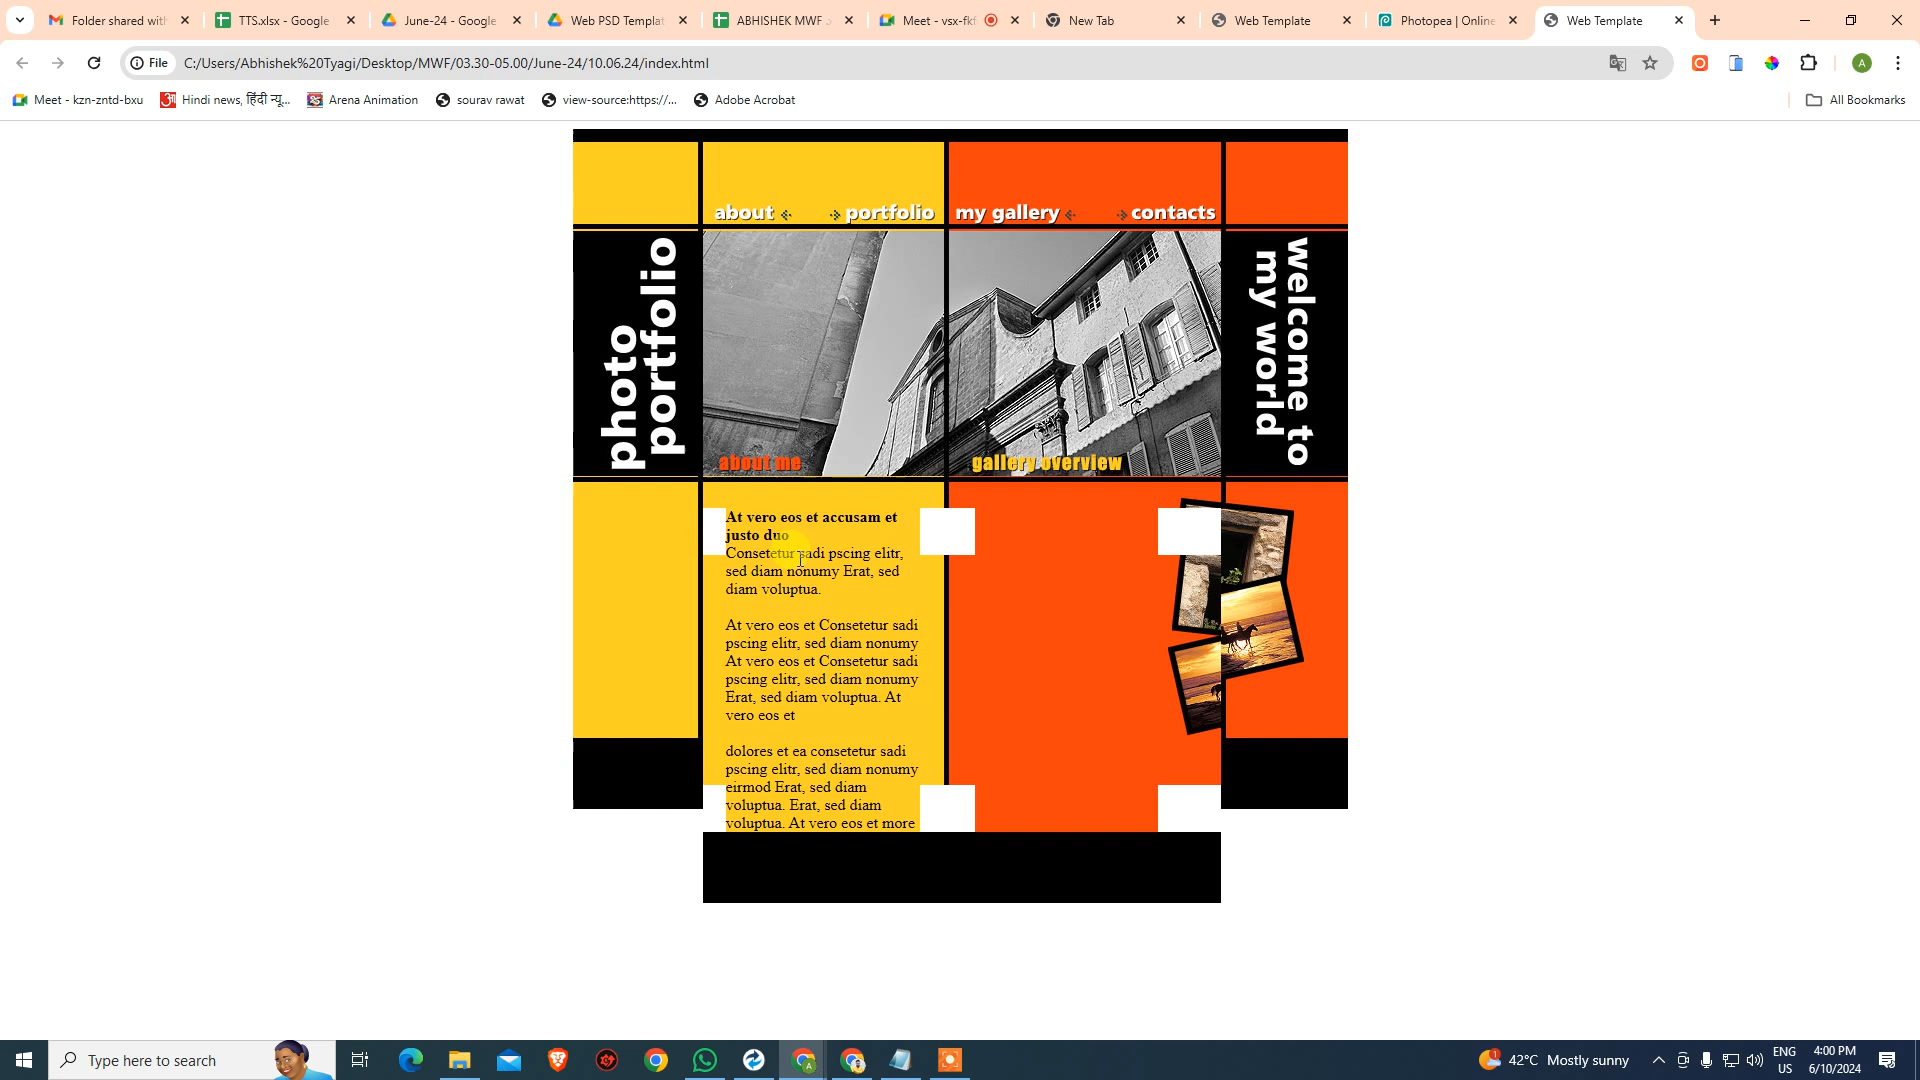 Folder shared wit
TTS.xlsx - Google
June-24 - Google
Web PSD Templat
ABHISHEK MWF
Meet - vsx-fkf
New Tab
Web Template
Photopea | Online
Web Template
File
C:/Users/Abhishek%20Tyagi/Desktop/MWF/03.30-05.00/June-24/10.06.24/index.html
A
Meet - kzn-zntd-bxu
Hindi news, हिंदी न्यू...
Arena Animation
sourav rawat
view-source:https://...
Adobe Acrobat
All Bookmarks
about
portfolio
my gallery
contacts
photo
portfolio
welcome to
my world
about me
gallery overview
At vero eos et accusam et
justo duo
Consetetur sadi pscing elitr,
sed diam nonumy Erat, sed
diam voluptua.
At vero eos et Consetetur sadi
pscing elitr, sed diam nonumy
At vero eos et Consetetur sadi
pscing elitr, sed diam nonumy
Erat, sed diam voluptua. At
vero eos et
dolores et ea consetetur sadi
pscing elitr, sed diam nonumy
eirmod Erat, sed diam
voluptua. Erat, sed diam
voluptua. At vero eos et more
Type here to search
1
42°C Mostly sunny
ENG
US
4:00 PM
6/10/2024